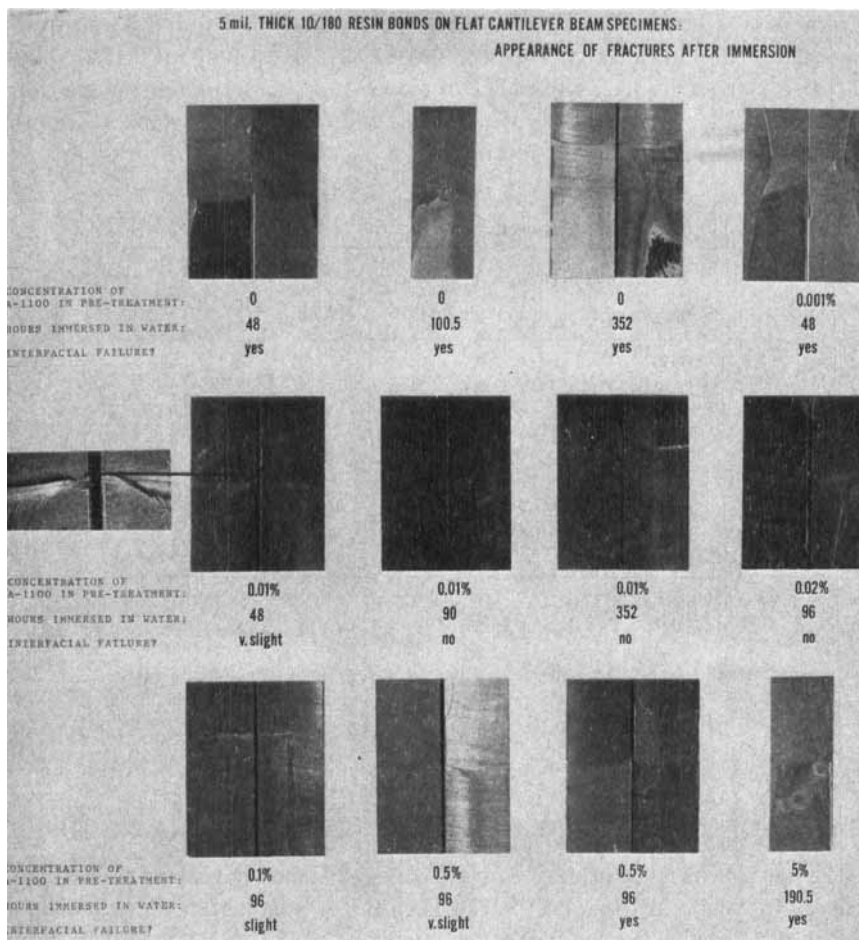 5 mil. THICK 10/180 RESIN BONDS ON FLAT CANTILEVER BEAM SPECIMENS:
APPEARANCE OF FRACTURES AFTER IMMERSION
CONCENTRATION OF
A-1100 IN PRE-TREATMENT: 0 0 0 0.001%
HOURS IMMERSED IN WATER: 48 100.5 352 48
INTERFACIAL FAILURE? yes yes yes yes
CONCENTRATION OF
A-1100 IN PRE-TREATMENT: 0.01% 0.01% 0.01% 0.02%
HOURS IMMERSED IN WATER: 48 90 352 96
INTERFACIAL FAILURE? v. slight no no no
CONCENTRATION OF
A-1100 IN PRE-TREATMENT: 0.1% 0.5% 0.5% 5%
HOURS IMMERSED IN WATER: 96 96 96 190.5
INTERFACIAL FAILURE? slight v. slight yes yes